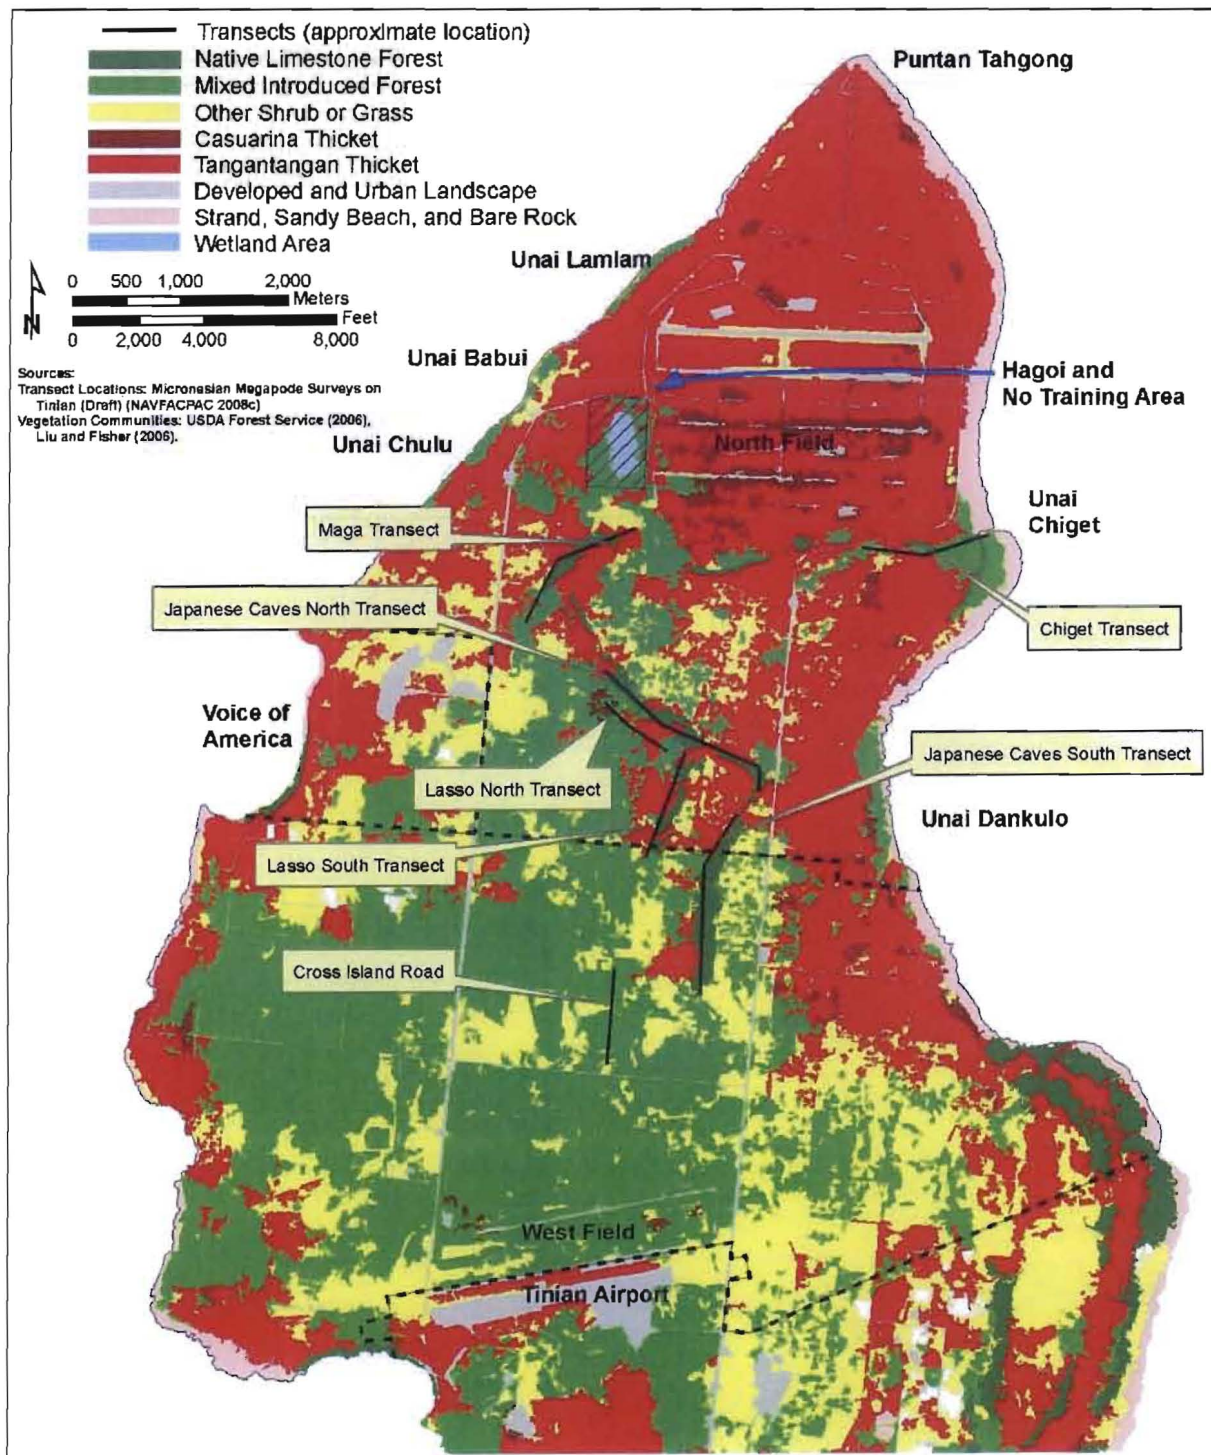 Transects (approximate location)
Native Limestone Forest
Mixed Introduced Forest
Other Shrub or Grass
Casuarina Thicket
Tangantangan Thicket
Developed and Urban Landscape
Strand, Sandy Beach, and Bare Rock
Wetland Area
0 500 1,000 2,000
Meters
Feet
0 2,000 4,000 8,000
N
Sources:
Transect Locations: Micronesian Megapode Surveys on
Tinian (Draft) (NAVFACPAC 2008c)
Vegetation Communities: USDA Forest Service (2006),
Liu and Fisher (2006).
Puntan Tahgong
Unai Lamlam
Unai Babui
Hagoi and
No Training Area
Unai Chulu
North Field
Unai
Chiget
Maga Transect
Japanese Caves North Transect
Chiget Transect
Voice of
America
Japanese Caves South Transect
Lasso North Transect
Unai Dankulo
Lasso South Transect
Cross Island Road
West Field
Tinian Airport